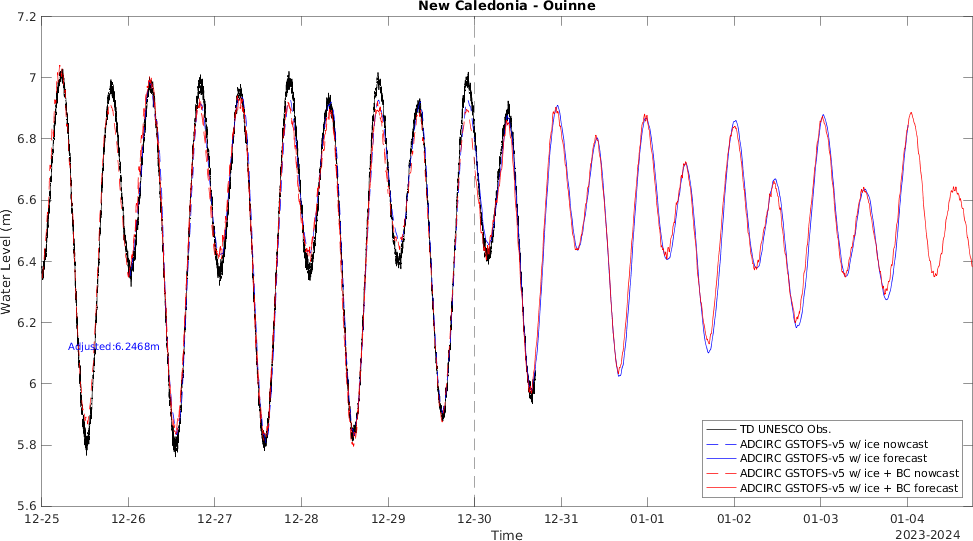 New Caledonia - Ouinne
7.2
7
6.8
6.6
6.4
6.2
6
5.8
5.6
Water Level (m)
Adjusted:6.2468m
TD UNESCO Obs.
ADCIRC GSTOFS-v5 w/ ice nowcast
ADCIRC GSTOFS-v5 w/ ice forecast
ADCIRC GSTOFS-v5 w/ ice + BC nowcast
ADCIRC GSTOFS-v5 w/ ice + BC forecast
12-25 12-26 12-27 12-28 12-29 12-30 12-31 01-01 01-02 01-03 01-04
Time
2023-2024